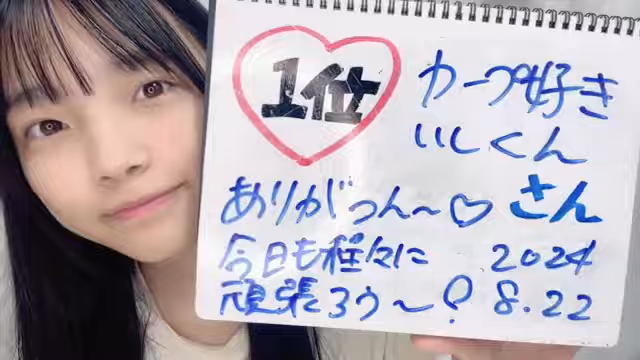 1位
カープ好き
いしくん
さん
ありがつん〜♡
今日も程々に
頑張ろう〜!
2024
8.22